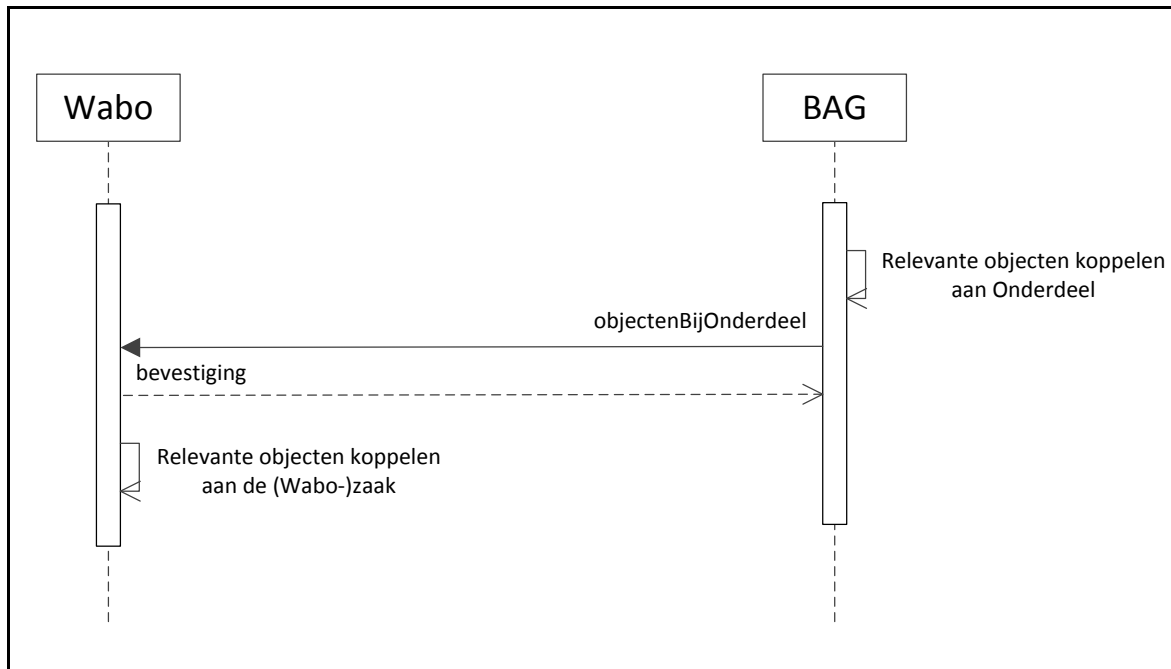 Wabo
BAG
Relevante objecten koppelen
aan Onderdeel
objectenBijOnderdeel
bevestiging
Relevante objecten koppelen
aan de (Wabo-)zaak